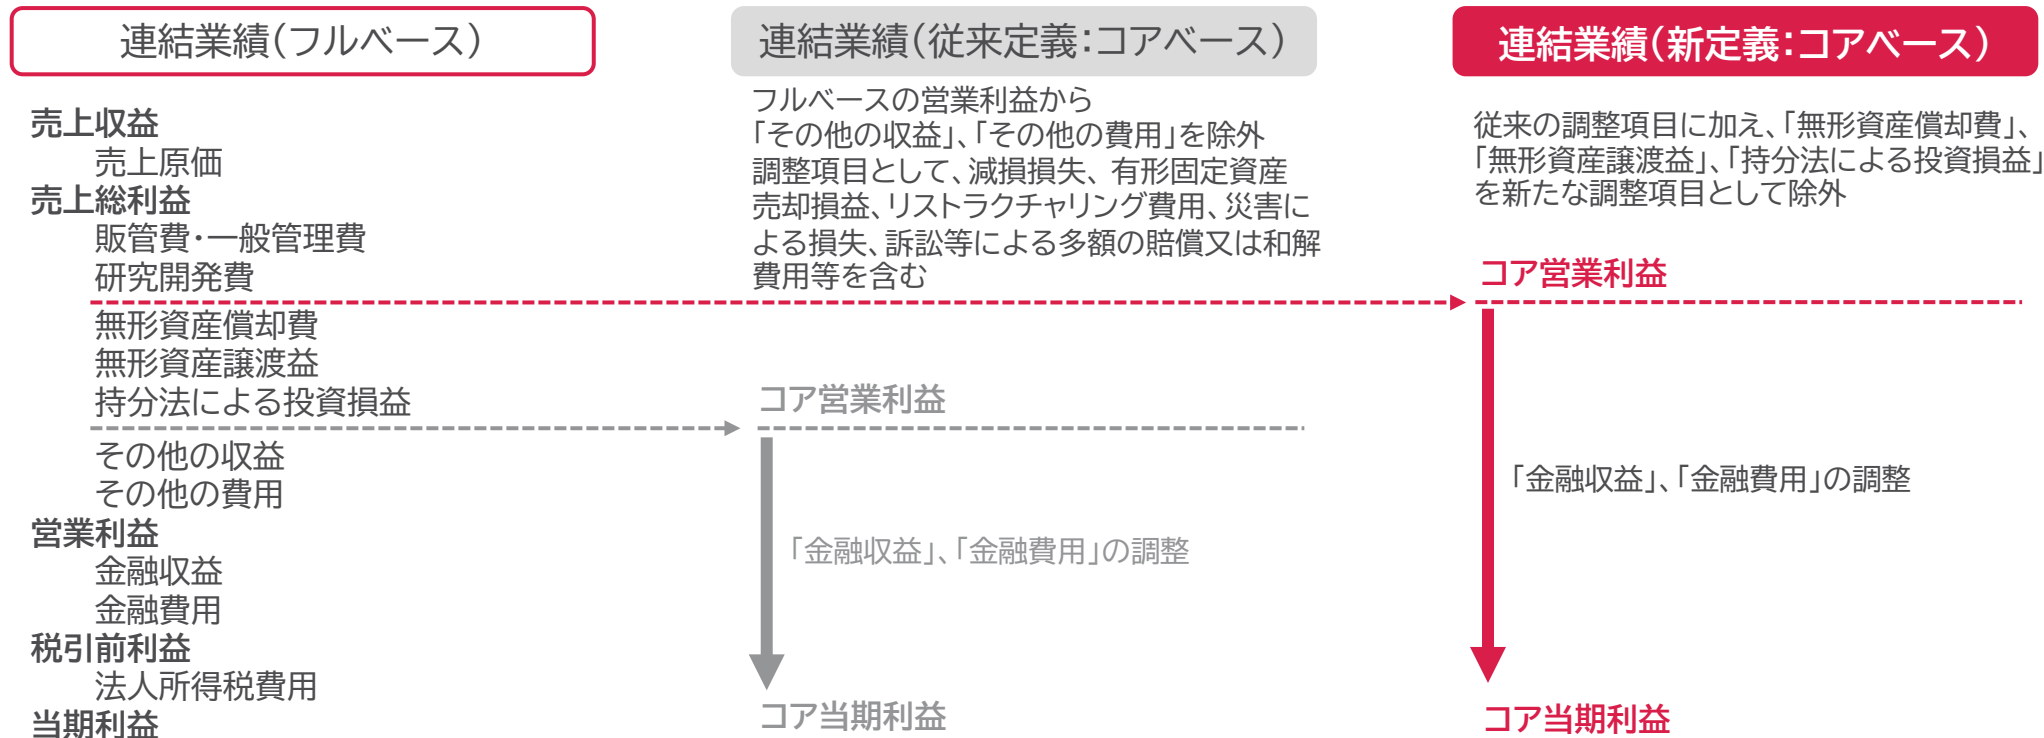 連結業績(フルベース)
売上収益
売上原価
売上総利益
販管費・一般管理費
研究開発費
無形資産償却費
無形資産譲渡益
持分法による投資損益
その他の収益
その他の費用
営業利益
金融収益
金融費用
税引前利益
法人所得税費用
当期利益
連結業績(従来定義:コアベース)
フルベースの営業利益から
「その他の収益」、「その他の費用」を除外
調整項目として、減損損失、有形固定資産
売却損益、リストラクチャリング費用、災害に
よる損失、訴訟等による多額の賠償又は和解
費用等を含む
コア営業利益
「金融収益」、「金融費用」の調整
コア当期利益
連結業績(新定義:コアベース)
従来の調整項目に加え、「無形資産償却費」、
「無形資産譲渡益」、「持分法による投資損益」
を新たな調整項目として除外
コア営業利益
「金融収益」、「金融費用」の調整
コア当期利益